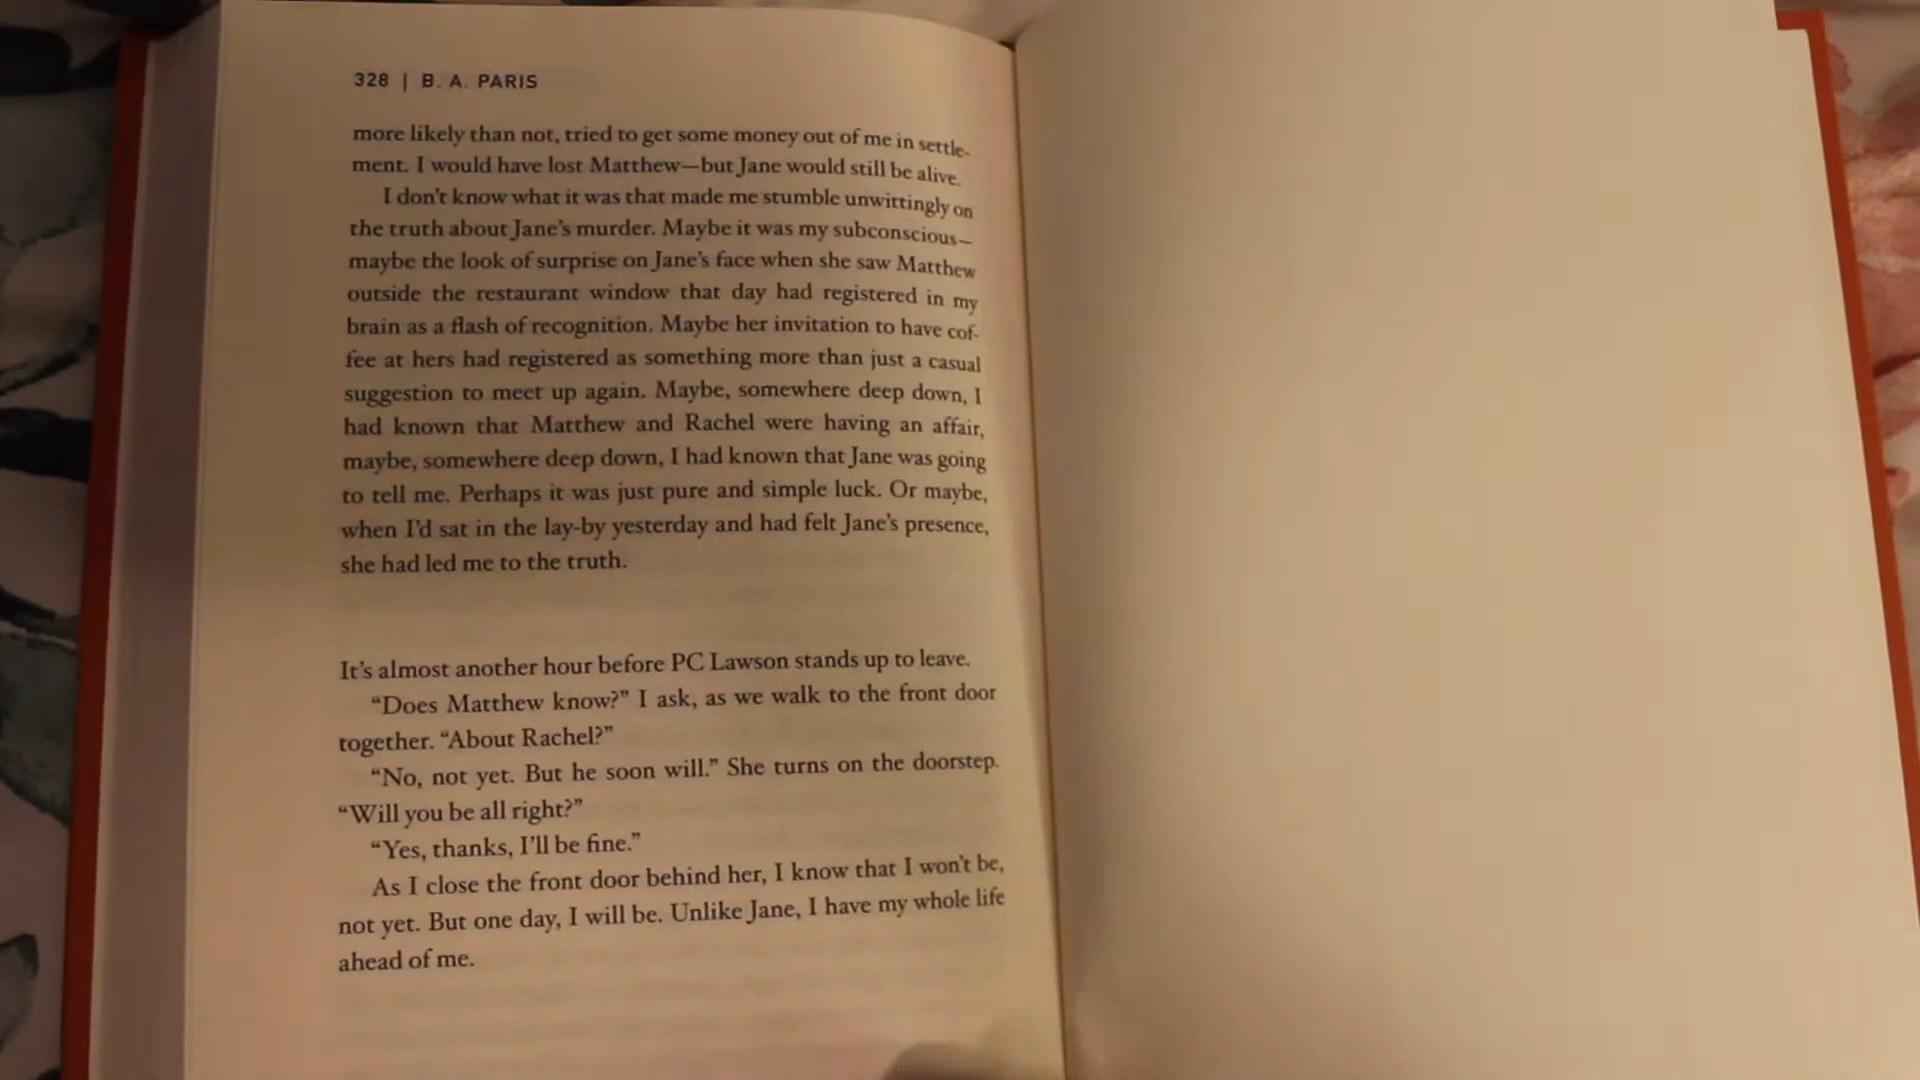 328 | B. A. PARIS
more likely than not, tried to get some money out of me in settle-
ment. I would have lost Matthew—but Jane would still be alive.
I don't know what it was that made me stumble unwittingly on
the truth about Jane's murder. Maybe it was my subconscious—
maybe the look of surprise on Jane's face when she saw Matthew
outside the restaurant window that day had registered in my
brain as a flash of recognition. Maybe her invitation to have cof-
fee at hers had registered as something more than just a casual
suggestion to meet up again. Maybe, somewhere deep down, I
had known that Matthew and Rachel were having an affair,
maybe, somewhere deep down, I had known that Jane was going
to tell me. Perhaps it was just pure and simple luck. Or maybe,
when I'd sat in the lay-by yesterday and had felt Jane's presence,
she had led me to the truth.
It's almost another hour before PC Lawson stands up to leave.
“Does Matthew know?” I ask, as we walk to the front door
together. “About Rachel?”
“No, not yet. But he soon will.” She turns on the doorstep.
“Will you be all right?”
“Yes, thanks, I'll be fine.”
As I close the front door behind her, I know that I won't be,
not yet. But one day, I will be. Unlike Jane, I have my whole life
ahead of me.